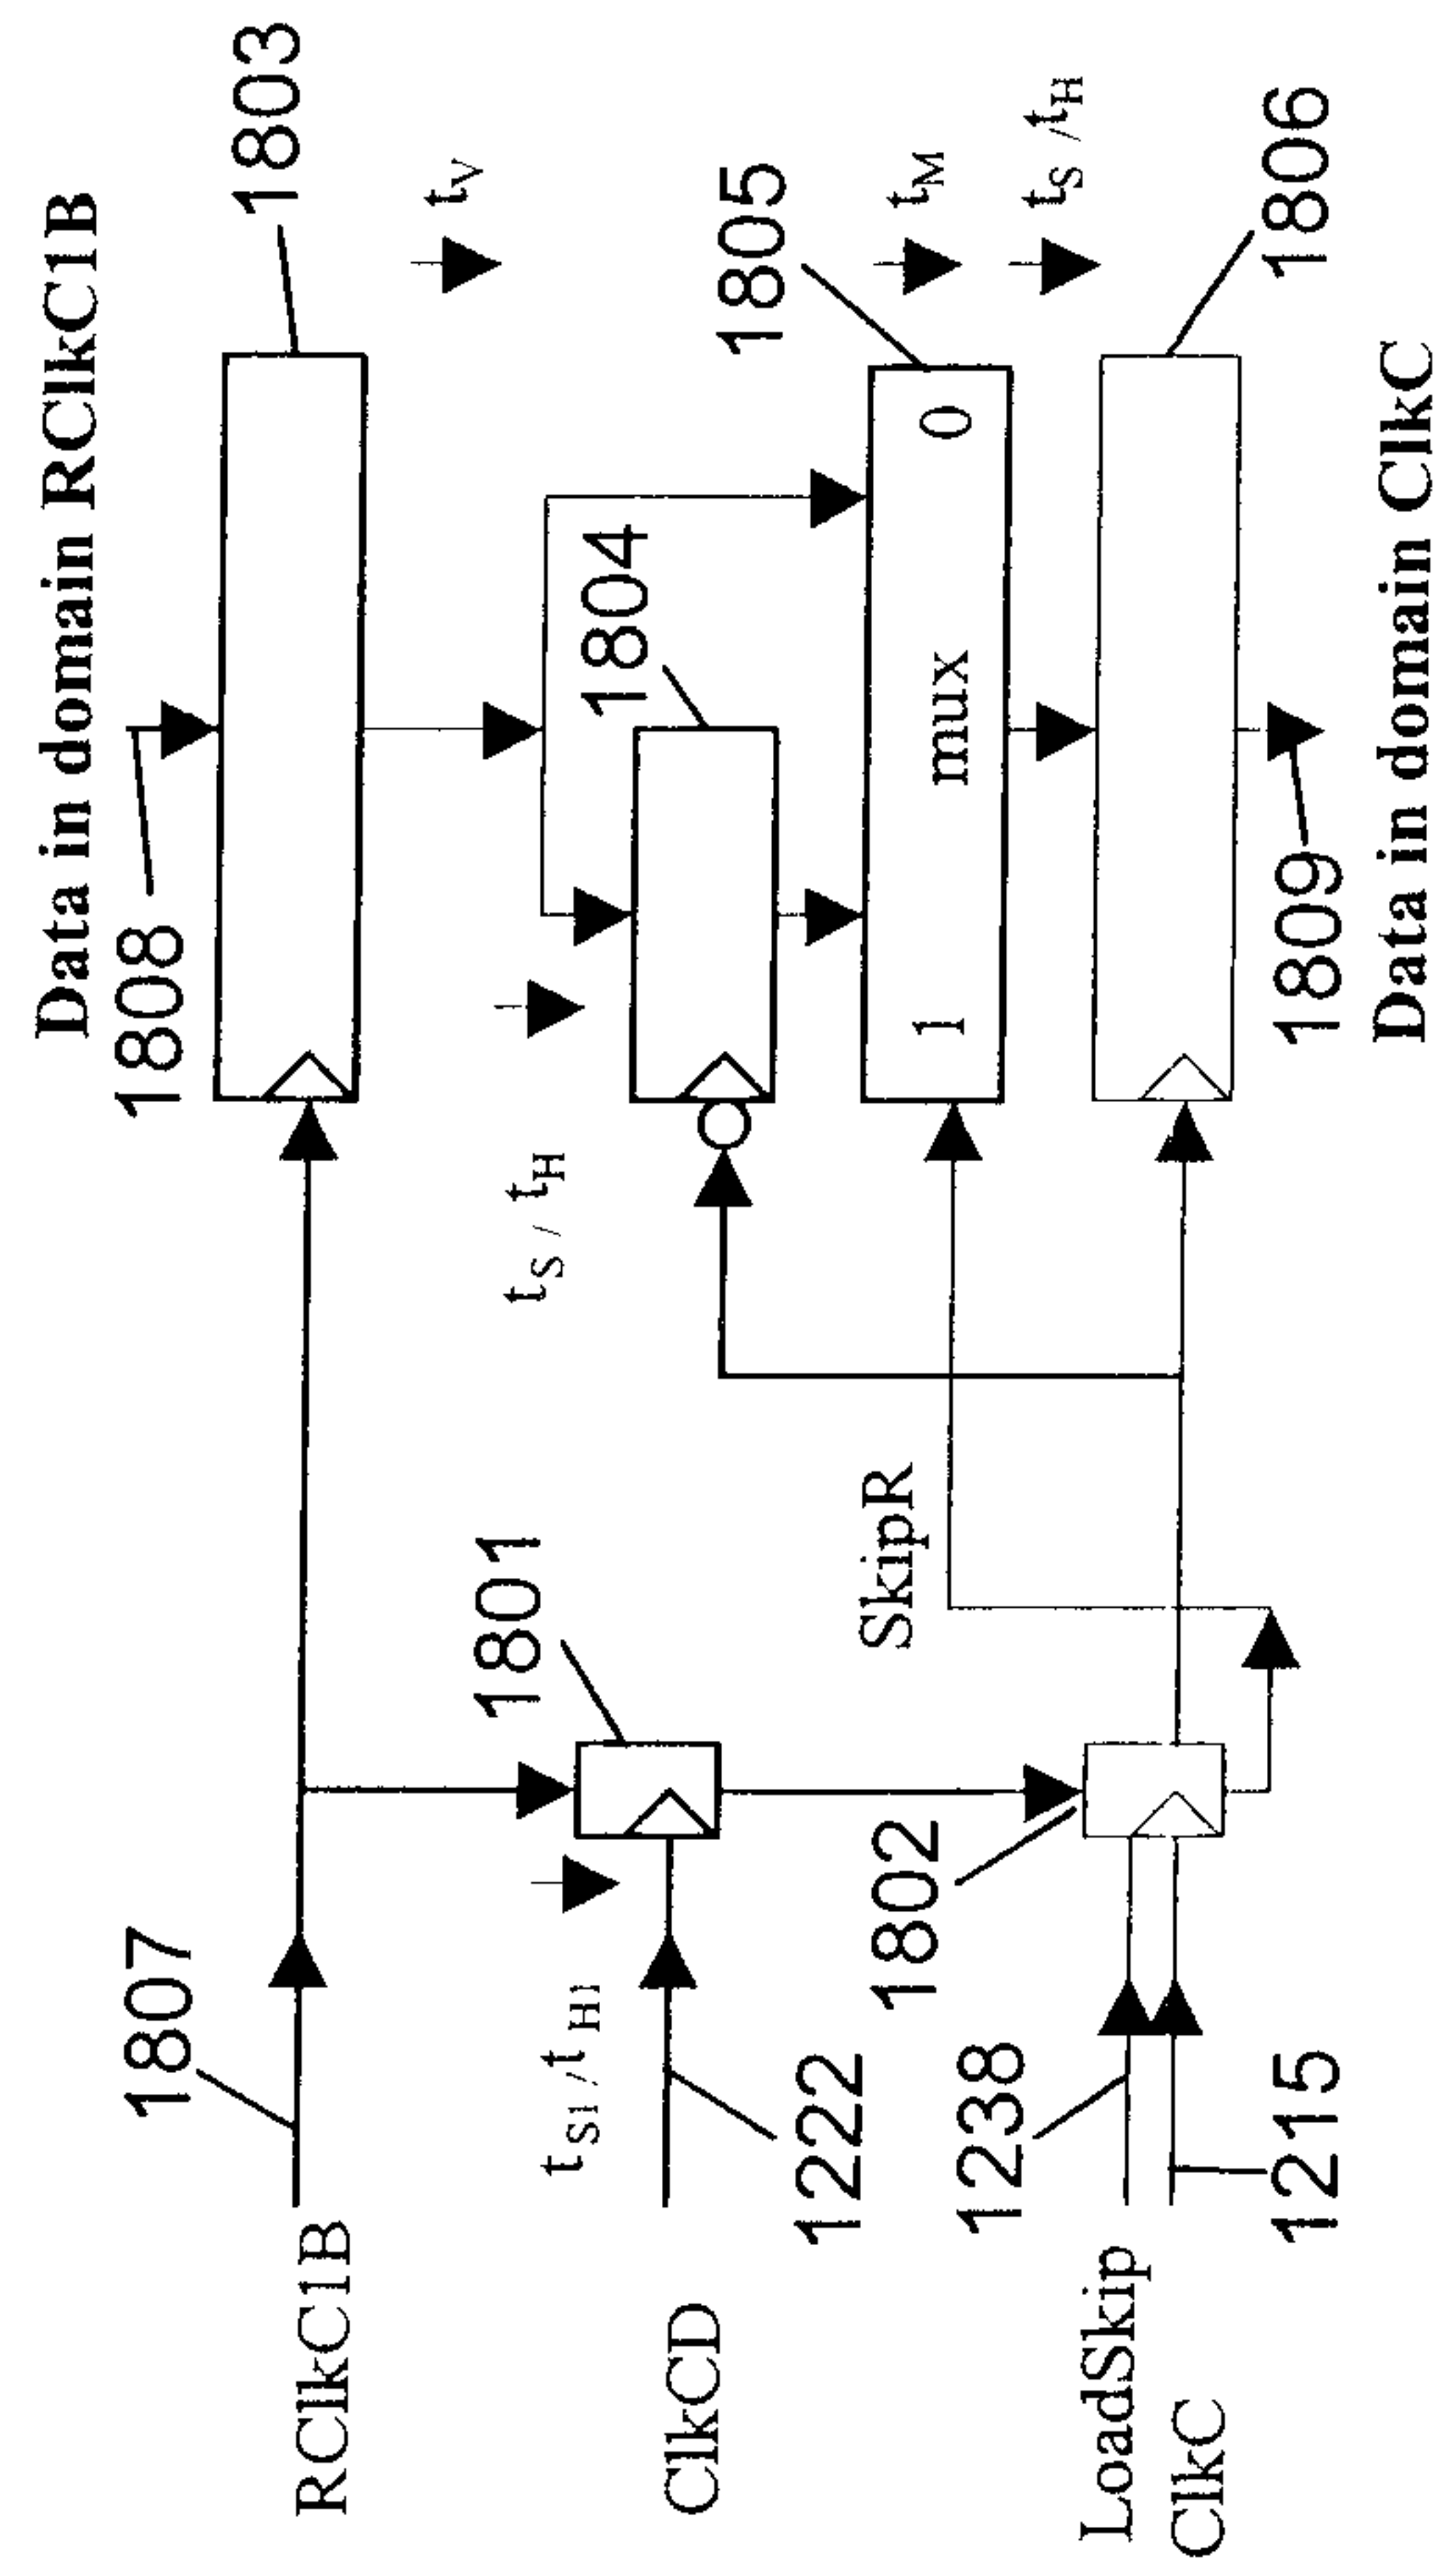 Data in domain RClkC1B
1808
1803
1807
RClkC1B
tV
1801
tS1/tH1
tS / tH
1804
ClkCD
1222
1805
SkipR
1 mux 0
tM
1802
tS /tH
LoadSkip
1238
ClkC
1215
1809
1806
Data in domain ClkC